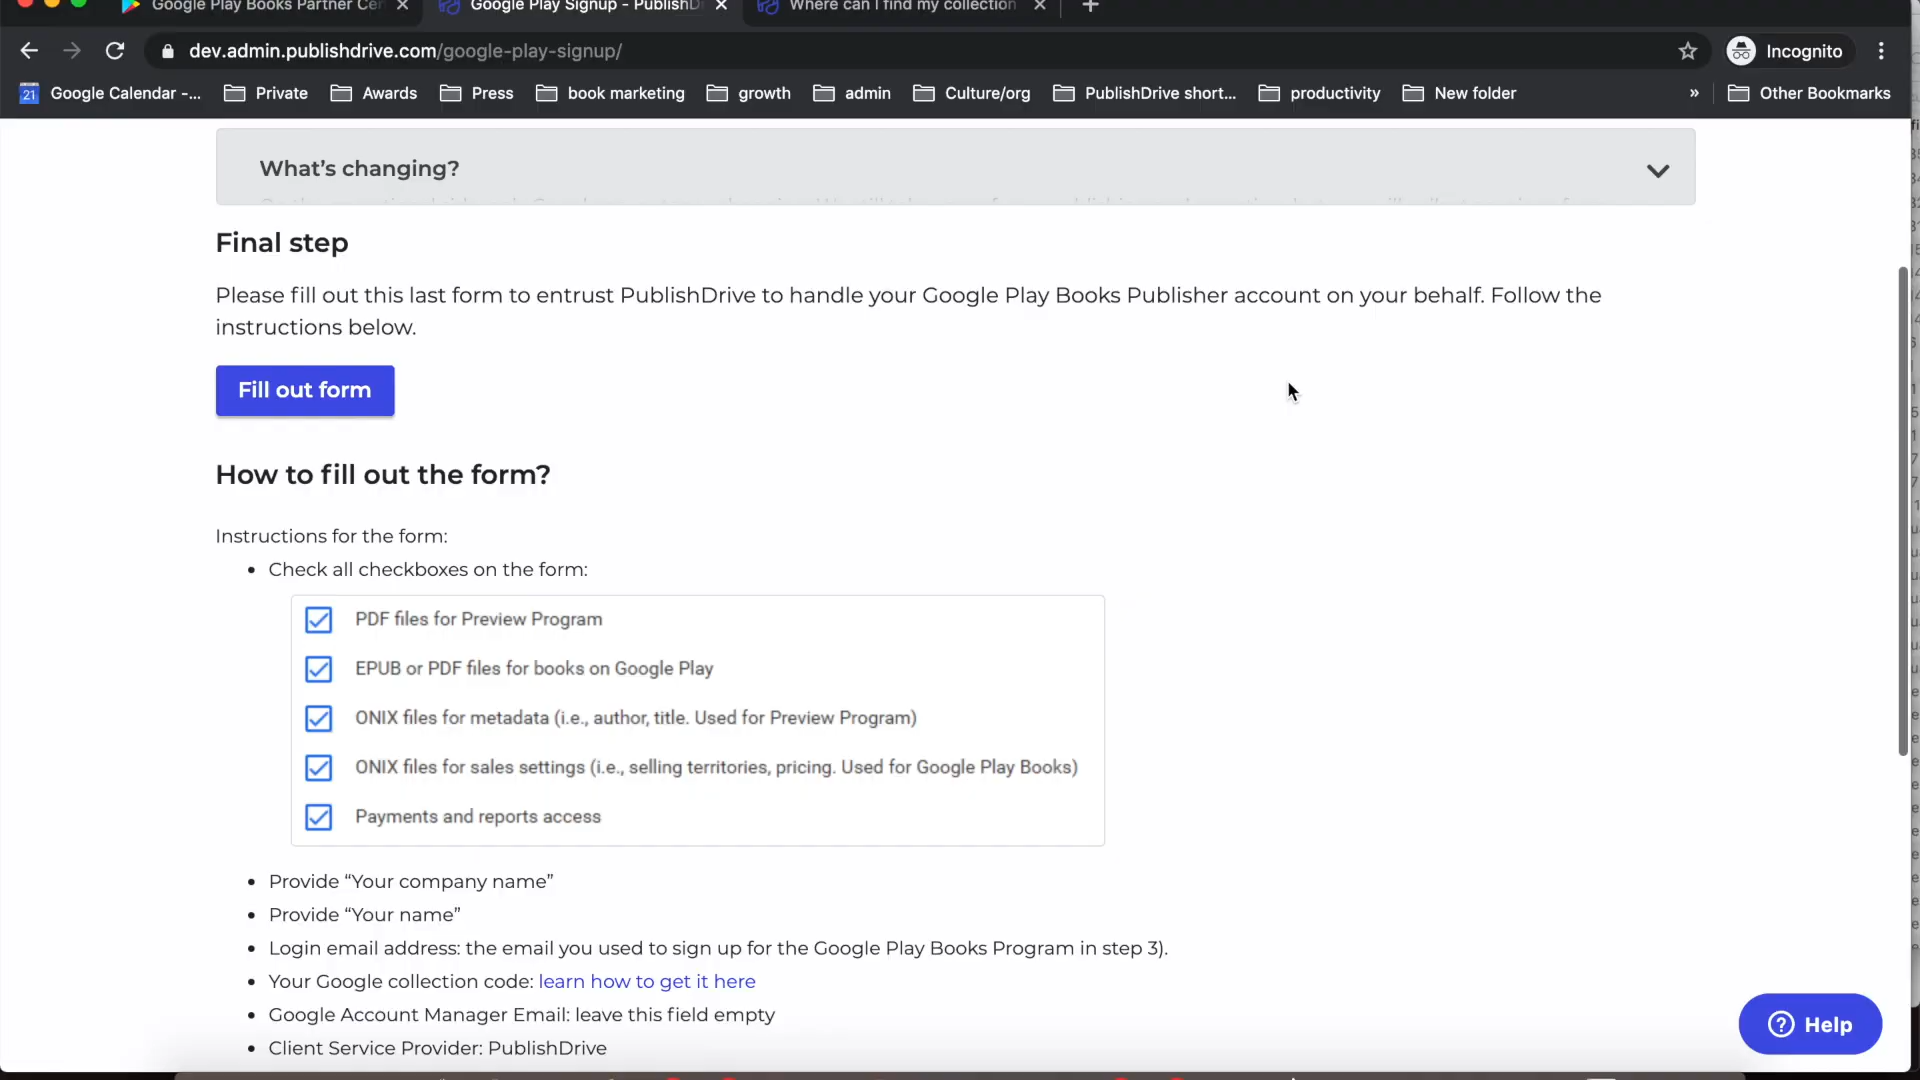 Google Play Books Partner Cen
Google Play Signup - PublishD
Where can I find my collection
dev.admin.publishdrive.com/google-play-signup/
Incognito
21
Google Calendar -...
Private
Awards
Press
book marketing
growth
admin
Culture/org
PublishDrive short...
productivity
New folder
»
Other Bookmarks
What's changing?
Final step
Please fill out this last form to entrust PublishDrive to handle your Google Play Books Publisher account on your behalf. Follow the
instructions below.
Fill out form
How to fill out the form?
Instructions for the form:
• Check all checkboxes on the form:
PDF files for Preview Program
EPUB or PDF files for books on Google Play
ONIX files for metadata (i.e., author, title. Used for Preview Program)
ONIX files for sales settings (i.e., selling territories, pricing. Used for Google Play Books)
Payments and reports access
• Provide “Your company name”
• Provide “Your name”
• Login email address: the email you used to sign up for the Google Play Books Program in step 3).
• Your Google collection code: learn how to get it here
• Google Account Manager Email: leave this field empty
• Client Service Provider: PublishDrive
Help